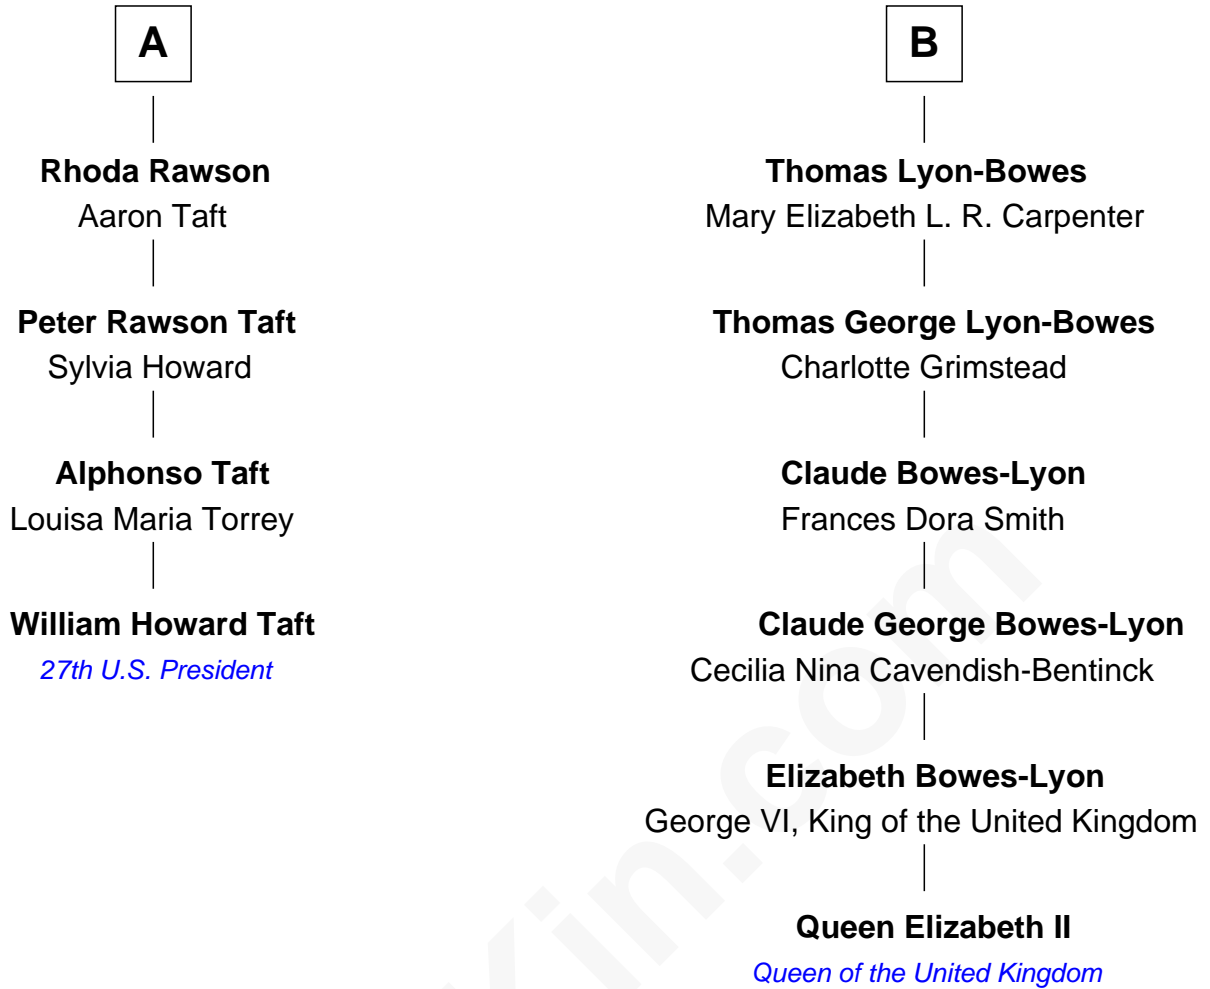 A
Rhoda Rawson
Aaron Taft
Peter Rawson Taft
Sylvia Howard
Alphonso Taft
Louisa Maria Torrey
William Howard Taft
27th U.S. President
B
Thomas Lyon-Bowes
Mary Elizabeth L. R. Carpenter
Thomas George Lyon-Bowes
Charlotte Grimstead
Claude Bowes-Lyon
Frances Dora Smith
Claude George Bowes-Lyon
Cecilia Nina Cavendish-Bentinck
Elizabeth Bowes-Lyon
George VI, King of the United Kingdom
Queen Elizabeth II
Queen of the United Kingdom
Kin.com